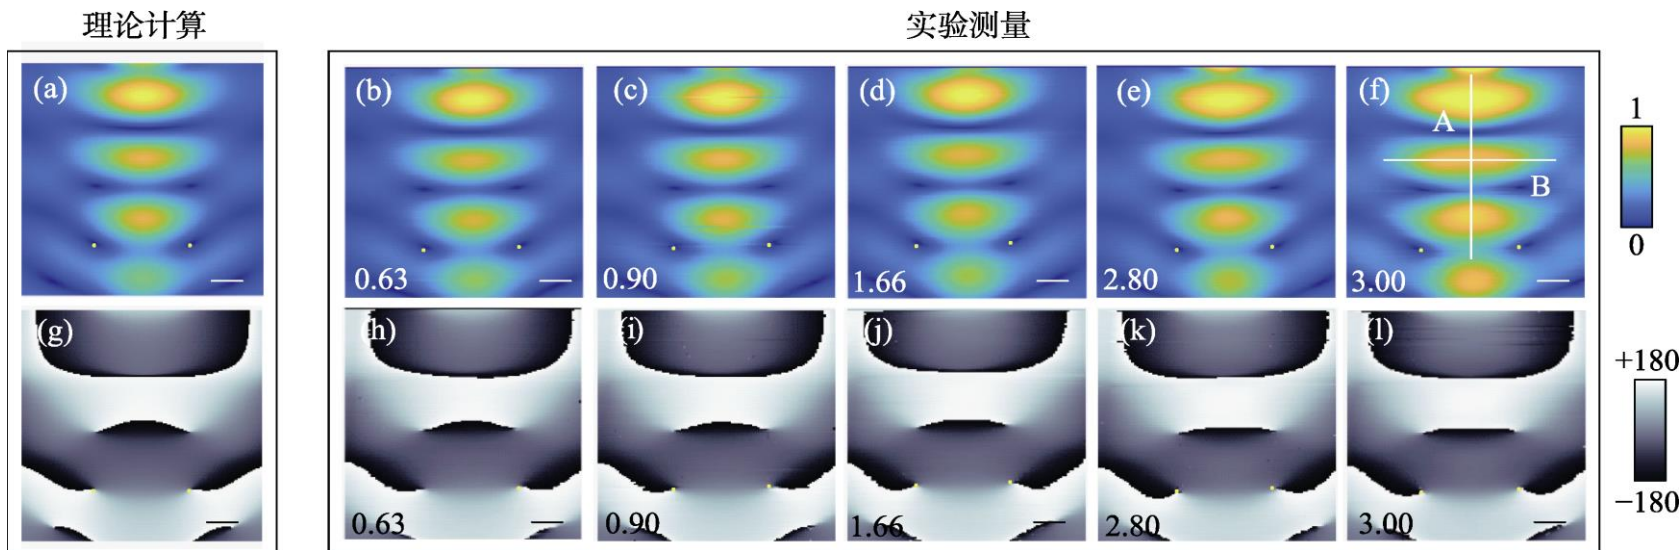 理论计算
实验测量
(a)
(b)
(c)
(d)
(e)
(f)
A
B
0.63
0.90
1.66
2.80
3.00
1
0
(g)
(h)
(i)
(j)
(k)
(l)
0.63
0.90
1.66
2.80
3.00
+180
−180